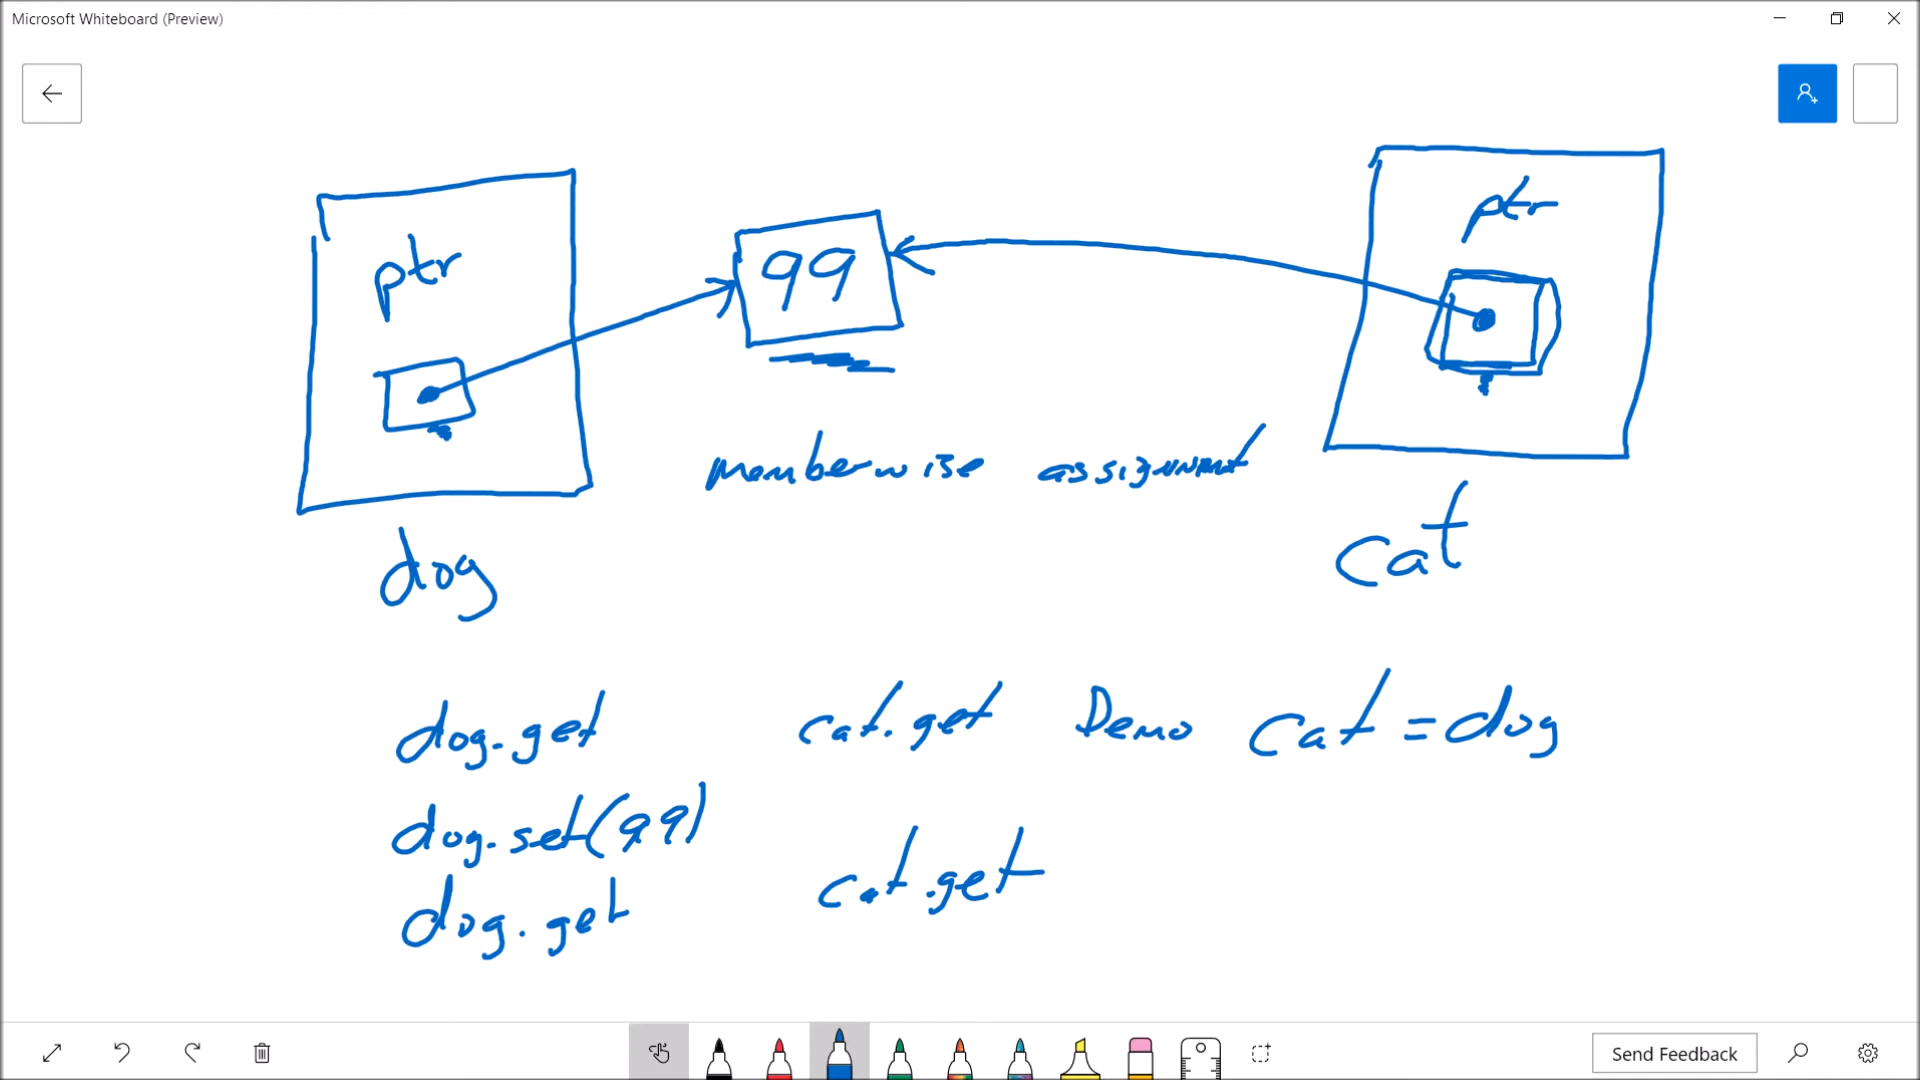 Microsoft Whiteboard (Preview)
ptr
99
ptr
memberwise assignment
dog
cat
dog.get cat.get Demo cat = dog
dog.set(99)
cat.get
dog.get
Send Feedback